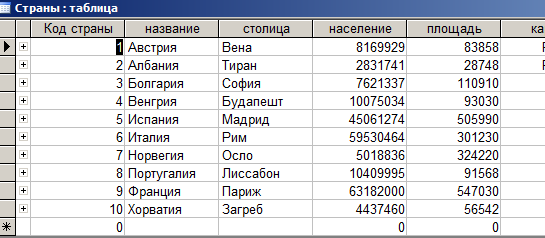 Страны : таблица
Код страны название столица население площадь ка
1 Австрия Вена 8169929 83858
2 Албания Тиран 2831741 28748
3 Болгария София 7621337 110910
4 Венгрия Будапешт 10075034 93030
5 Испания Мадрид 45061274 505990
6 Италия Рим 59530464 301230
7 Норвегия Осло 5018836 324220
8 Португалия Лиссабон 10409995 91568
9 Франция Париж 63182000 547030
10 Хорватия Загреб 4437460 56542
0 0 0